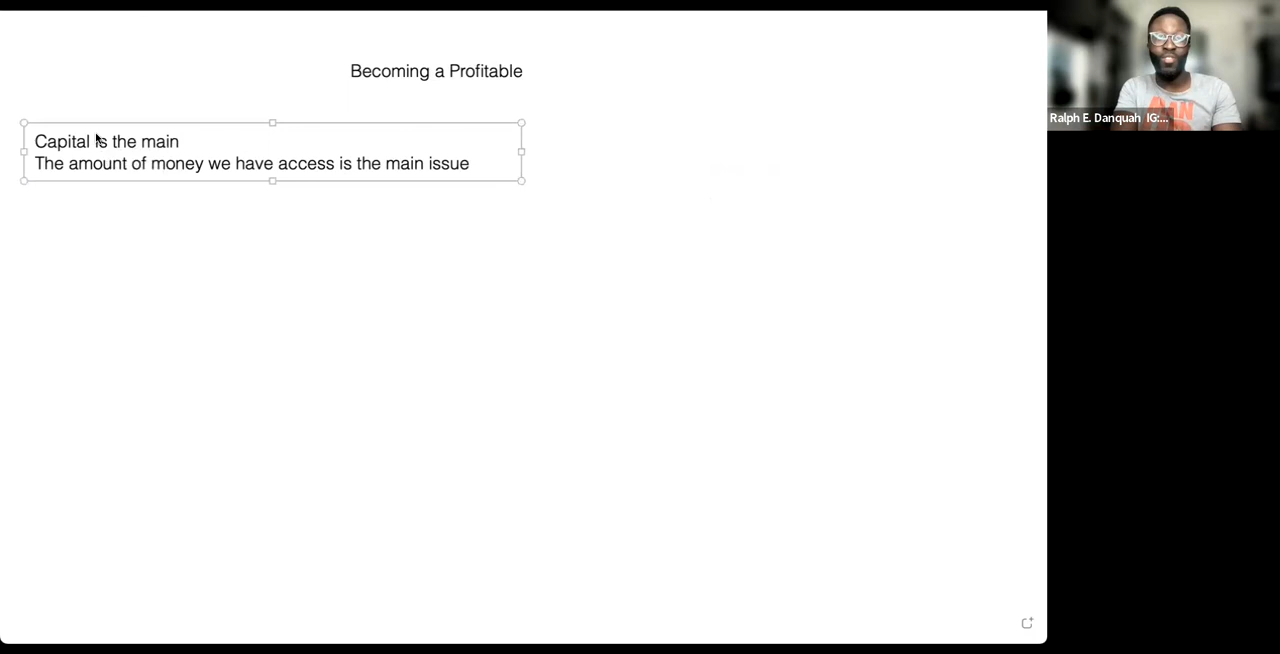 Becoming a Profitable
Capital is the main
The amount of money we have access is the main issue
Ralph E. Danquah IG:...